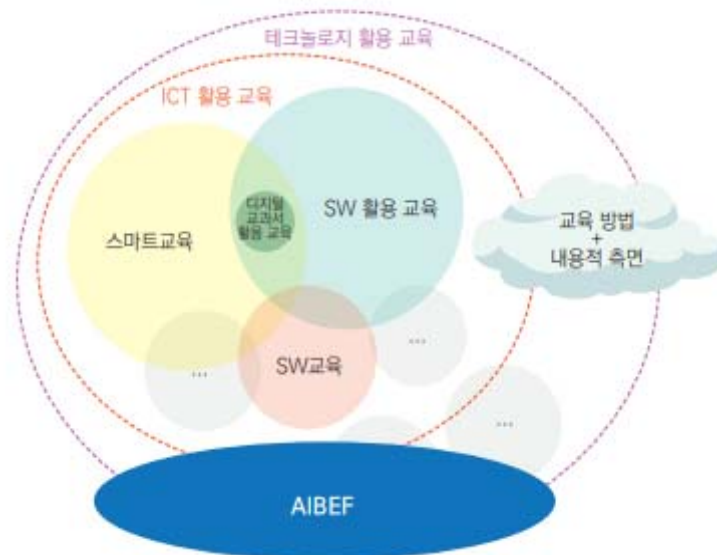 테크놀로지 활용 교육
ICT 활용 교육
디지털
교과서
활용 교육
SW 활용 교육
스마트교육
교육 방법
+
내용적 측면
SW교육
...
...
...
AIBEF